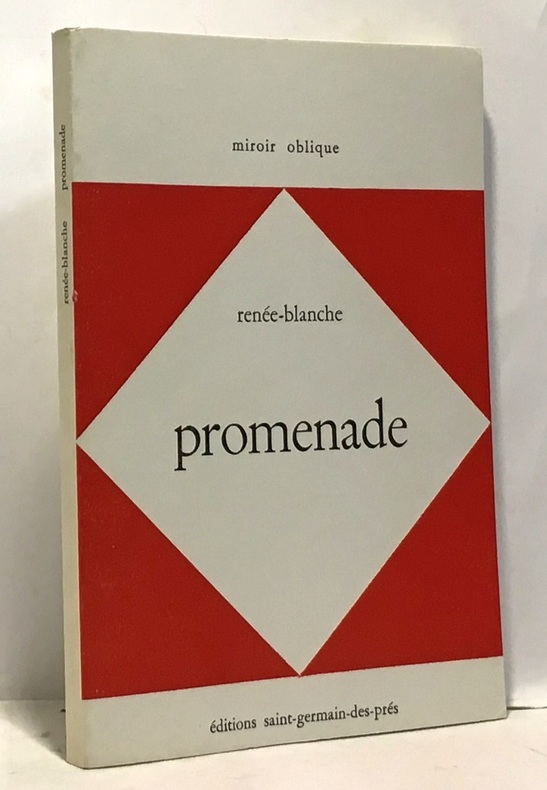 miroir oblique
renée-blanche
promenade
éditions saint-germain-des-prés
renée-blanche promenade